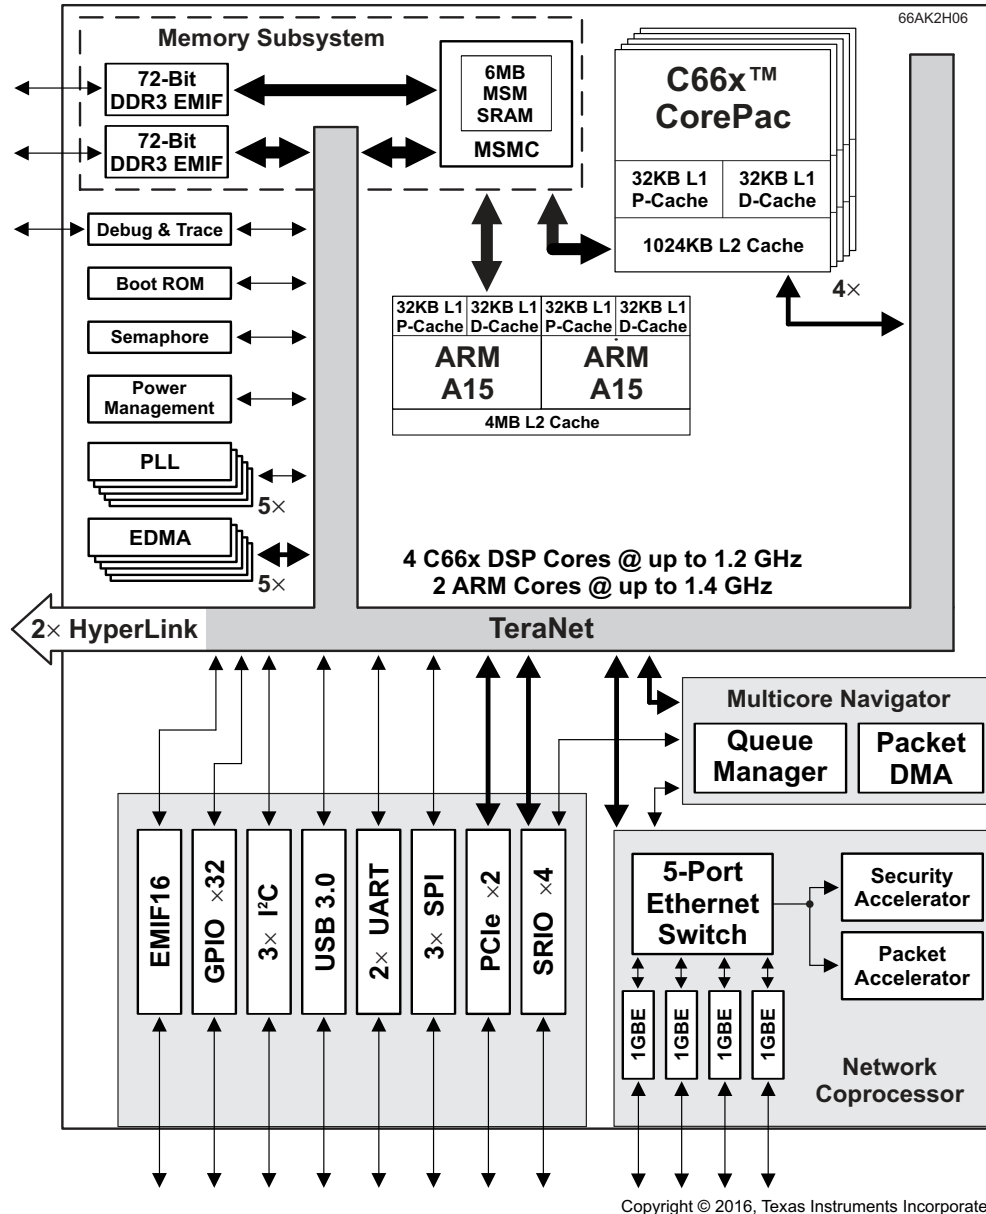 66AK2H06
Memory Subsystem
72-Bit
DDR3 EMIF
72-Bit
DDR3 EMIF
6MB
MSM
SRAM
MSMC
C66x™
CorePac
32KB L1
P-Cache
32KB L1
D-Cache
1024KB L2 Cache
4×
Debug & Trace
Boot ROM
Semaphore
Power
Management
PLL
5×
EDMA
5×
32KB L1
P-Cache
32KB L1
D-Cache
32KB L1
P-Cache
32KB L1
D-Cache
ARM
A15
ARM
A15
4MB L2 Cache
4 C66x DSP Cores @ up to 1.2 GHz
2 ARM Cores @ up to 1.4 GHz
2× HyperLink
TeraNet
Multicore Navigator
Queue
Manager
Packet
DMA
EMIF16
GPIO ×32
3× I²C
USB 3.0
2× UART
3× SPI
PCIe ×2
SRIO ×4
5-Port
Ethernet
Switch
Security
Accelerator
Packet
Accelerator
1GBE
1GBE
1GBE
1GBE
Network
Coprocessor
Copyright © 2016, Texas Instruments Incorporate